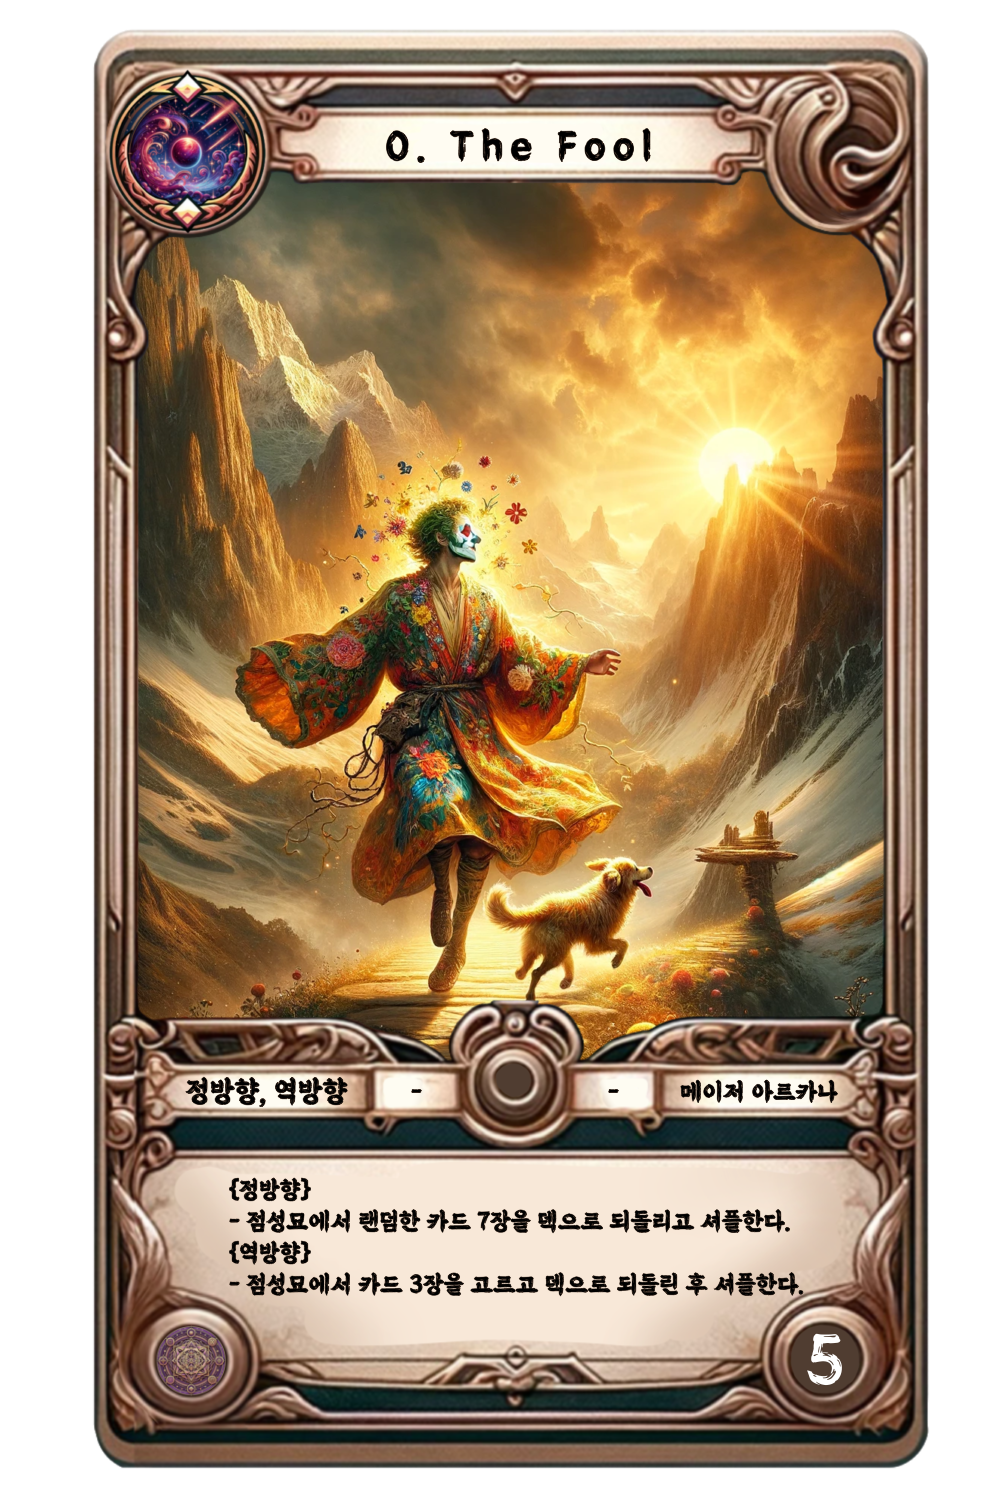 0. The Fool
정방향, 역방향 - - 메이저 아르카나
{정방향}
- 점성묘에서 랜덤한 카드 7장을 덱으로 되돌리고 셔플한다.
{역방향}
- 점성묘에서 카드 3장을 고르고 덱으로 되돌린 후 셔플한다.
5